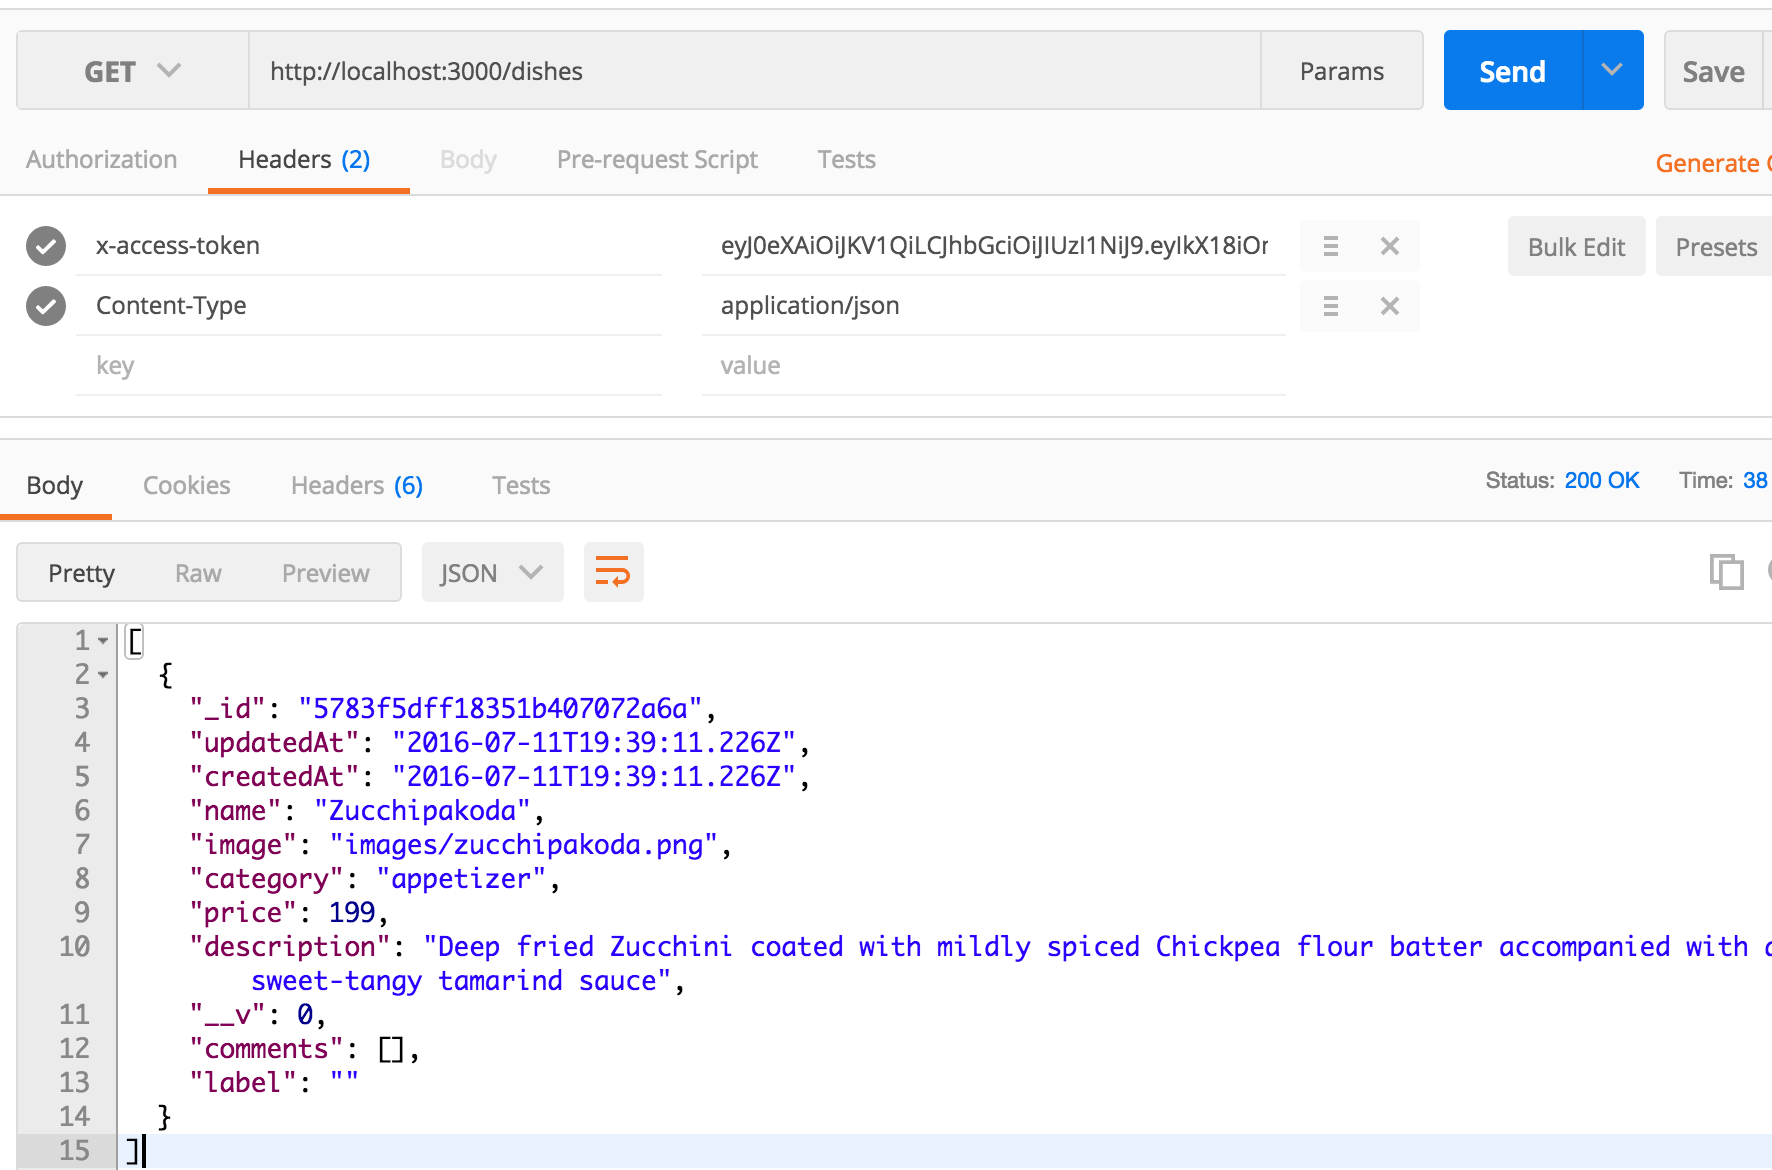 GET http://localhost:3000/dishes Params Send Save
Authorization Headers (2) Body Pre-request Script Tests Generate
x-access-token eyJ0eXAiOiJKV1QiLCJhbGciOiJIUzI1NiJ9.eyIkX18iOr Bulk Edit Presets
Content-Type application/json
key value
Body Cookies Headers (6) Tests Status: 200 OK Time: 38
Pretty Raw Preview JSON
1 [
2 {
3 "_id": "5783f5dff18351b407072a6a",
4 "updatedAt": "2016-07-11T19:39:11.226Z",
5 "createdAt": "2016-07-11T19:39:11.226Z",
6 "name": "Zucchipakoda",
7 "image": "images/zucchipakoda.png",
8 "category": "appetizer",
9 "price": 199,
10 "description": "Deep fried Zucchini coated with mildly spiced Chickpea flour batter accompanied with a
sweet-tangy tamarind sauce",
11 "__v": 0,
12 "comments": [],
13 "label": ""
14 }
15 ]